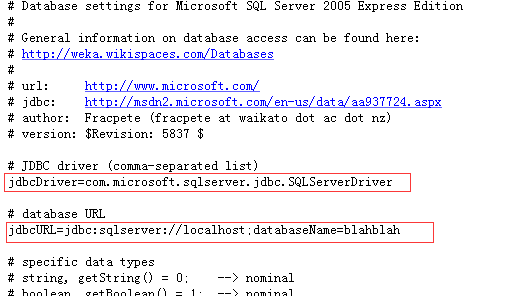 # Database settings for Microsoft SQL Server 2005 Express Edition
#
# General information on database access can be found here:
# http://weka.wikispaces.com/Databases
#
# url:    http://www.microsoft.com/
# jdbc:   http://msdn2.microsoft.com/en-us/data/aa937724.aspx
# author:  Fracpete (fracpete at waikato dot ac dot nz)
# version: $Revision: 5837 $
# JDBC driver (comma-separated list)
jdbcDriver=com.microsoft.sqlserver.jdbc.SQLServerDriver
# database URL
jdbcURL=jdbc:sqlserver://localhost;databaseName=blahblah
# specific data types
# string, getString() = 0;    --> nominal
# boolean, getBoolean() = 1;  --> nominal